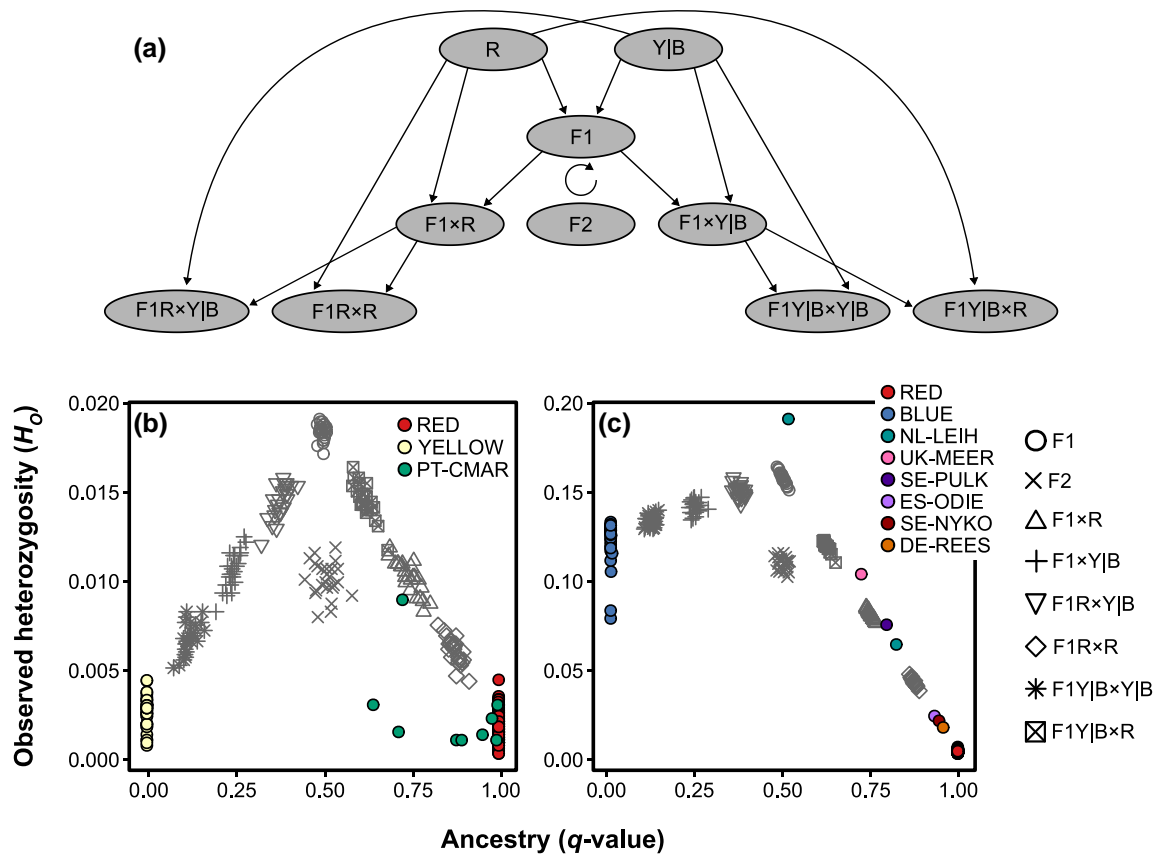 (a)
R
Y|B
F1
F1×R
F2
F1×Y|B
F1R×Y|B
F1R×R
F1Y|B×Y|B
F1Y|B×R
Observed heterozygosity (HO)
(b)
RED
YELLOW
PT-CMAR
0.020
0.015
0.010
0.005
0.000
0.00
0.25
0.50
0.75
1.00
(c)
RED
BLUE
NL-LEIH
UK-MEER
SE-PULK
ES-ODIE
SE-NYKO
DE-REES
0.20
0.15
0.10
0.05
0.00
0.00
0.25
0.50
0.75
1.00
F1
F2
F1×R
F1×Y|B
F1R×Y|B
F1R×R
F1Y|B×Y|B
F1Y|B×R
Ancestry (q-value)